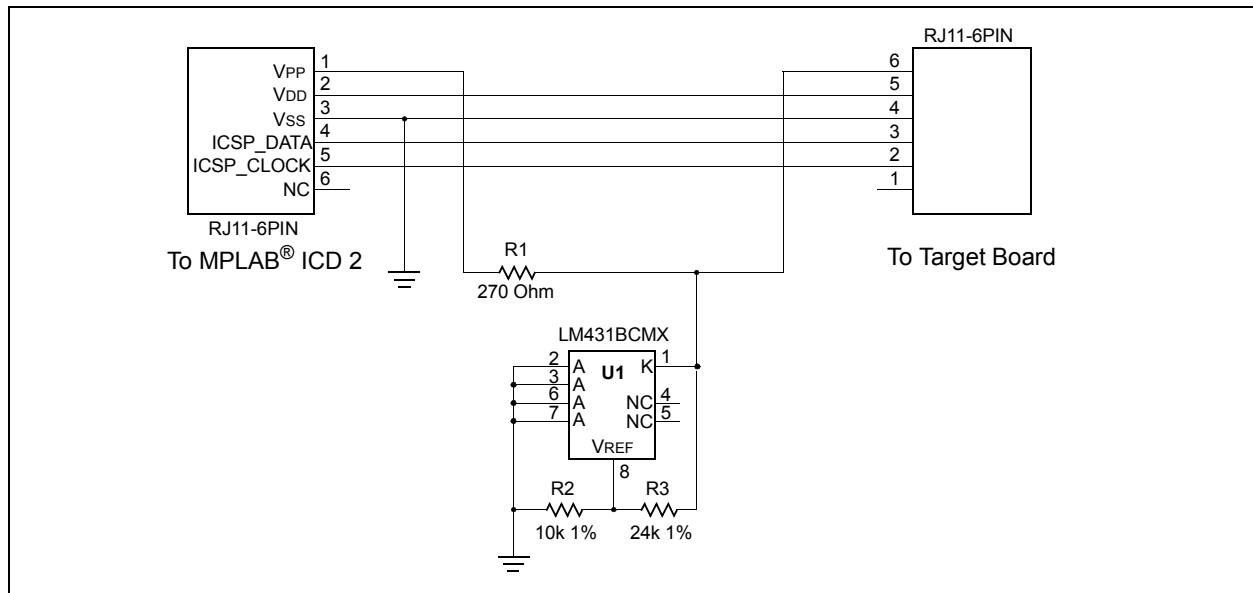 RJ11-6PIN
VPP 1
VDD 2
VSS 3
ICSP_DATA 4
ICSP_CLOCK 5
NC 6
RJ11-6PIN
To MPLAB® ICD 2
6
5
4
3
2
1
To Target Board
R1
270 Ohm
LM431BCMX
2 A U1 K 1
3 A
6 A NC 4
7 A NC 5
VREF
8
R2
10k 1%
R3
24k 1%